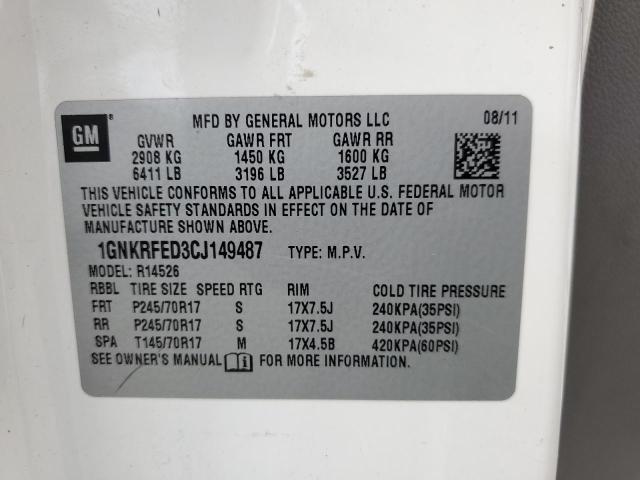 GM
MFD BY GENERAL MOTORS LLC 08/11
GVWR GAWR FRT GAWR RR
2908 KG 1450 KG 1600 KG
6411 LB 3196 LB 3527 LB
THIS VEHICLE CONFORMS TO ALL APPLICABLE U.S. FEDERAL MOTOR
VEHICLE SAFETY STANDARDS IN EFFECT ON THE DATE OF
MANUFACTURE SHOWN ABOVE.
1GNKRFED3CJ149487 TYPE: M.P.V.
MODEL: R14526
RBBL TIRE SIZE SPEED RTG RIM COLD TIRE PRESSURE
FRT P245/70R17 S 17X7.5J 240KPA(35PSI)
RR P245/70R17 S 17X7.5J 240KPA(35PSI)
SPA T145/70R17 M 17X4.5B 420KPA(60PSI)
SEE OWNER'S MANUAL FOR MORE INFORMATION.